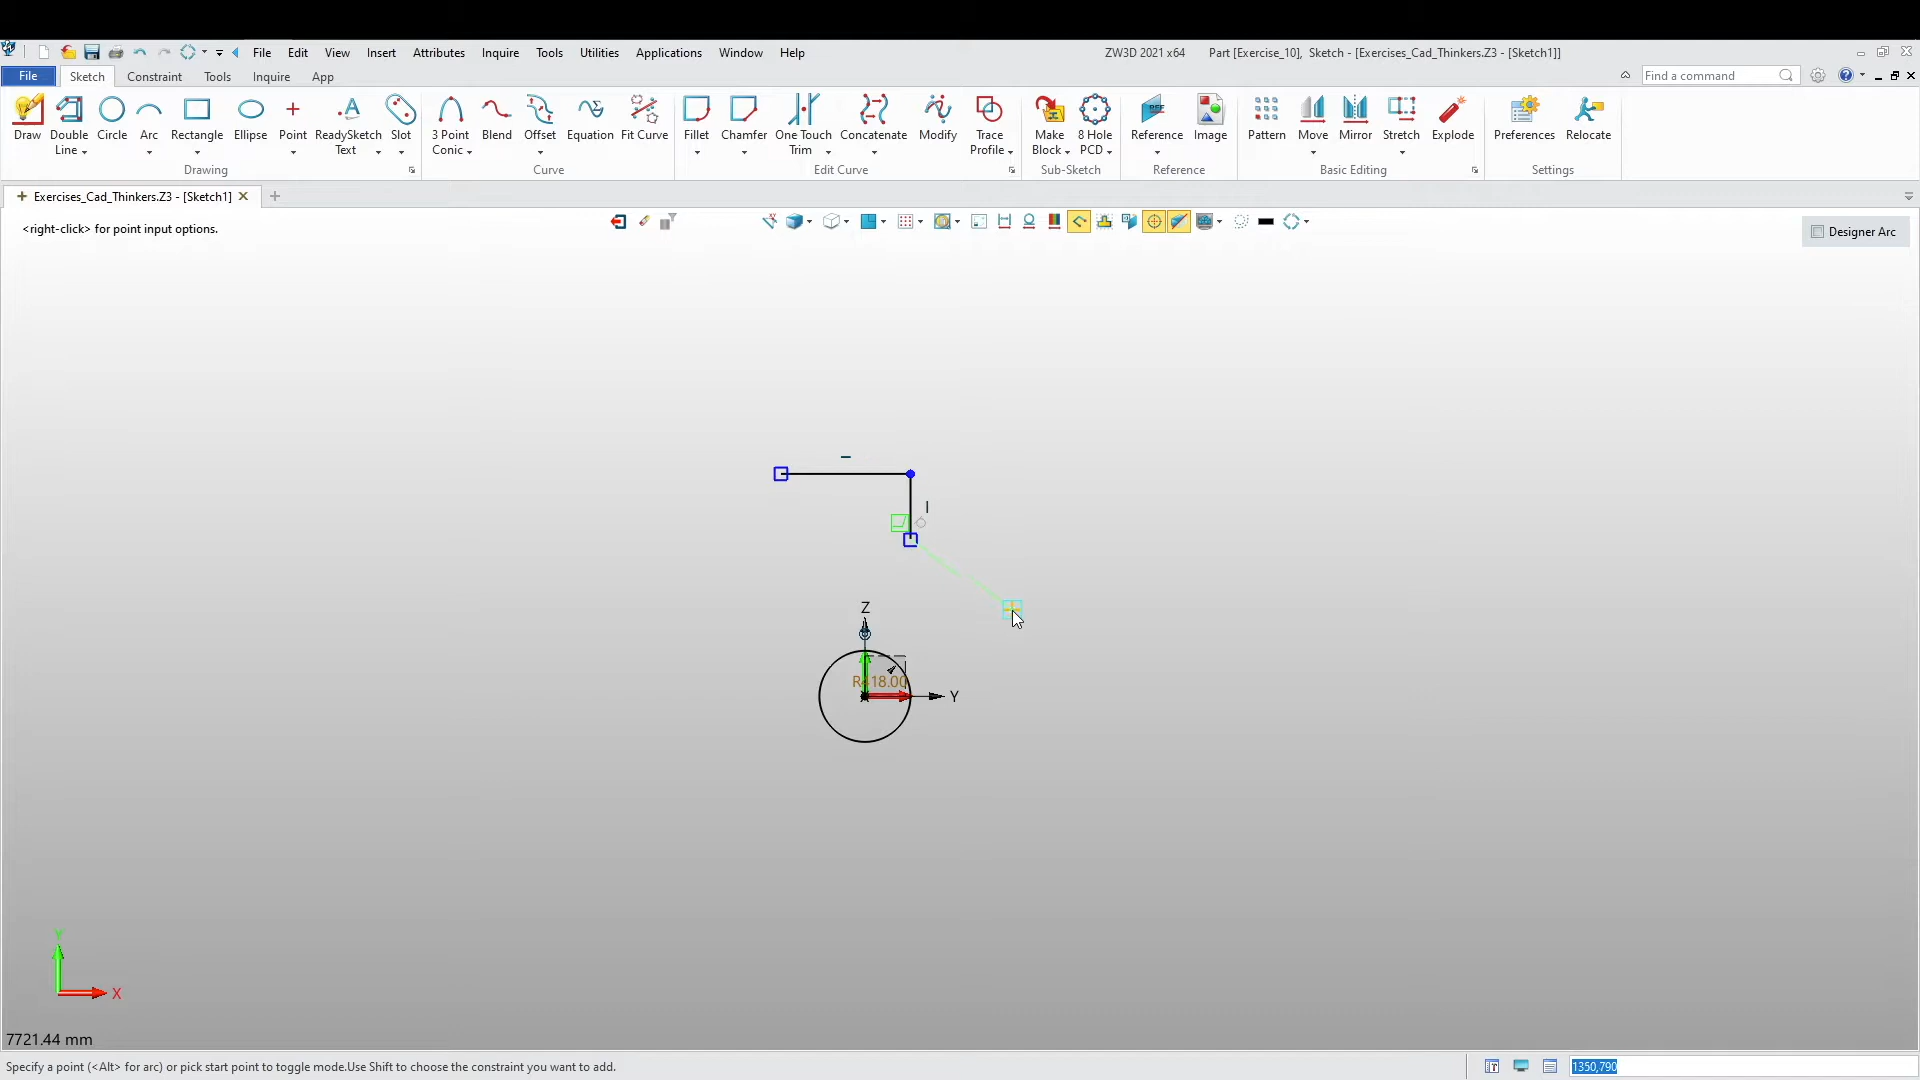 File Edit View Insert Attributes Inquire Tools Utilities Applications Window Help ZW3D 2021 x64 Part [Exercise_10], Sketch - [Exercises_Cad_Thinkers.Z3 - [Sketch1]]
File Sketch Constraint Tools Inquire App Find a command
Draw Double Line Circle Arc Rectangle Ellipse Point ReadySketch Text Slot 3 Point Conic Blend Offset Equation Fit Curve Fillet Chamfer One Touch Trim Concatenate Modify Trace Profile Make Block 8 Hole PCD Reference Image Pattern Move Mirror Stretch Explode Preferences Relocate
Drawing Curve Edit Curve Sub-Sketch Reference Basic Editing Settings
Exercises_Cad_Thinkers.Z3 - [Sketch1]
<right-click> for point input options.
Designer Arc
Z
R418.00
Y
Y
X
7721.44 mm
Specify a point (<Alt> for arc) or pick start point to toggle mode.Use Shift to choose the constraint you want to add. 1350,790